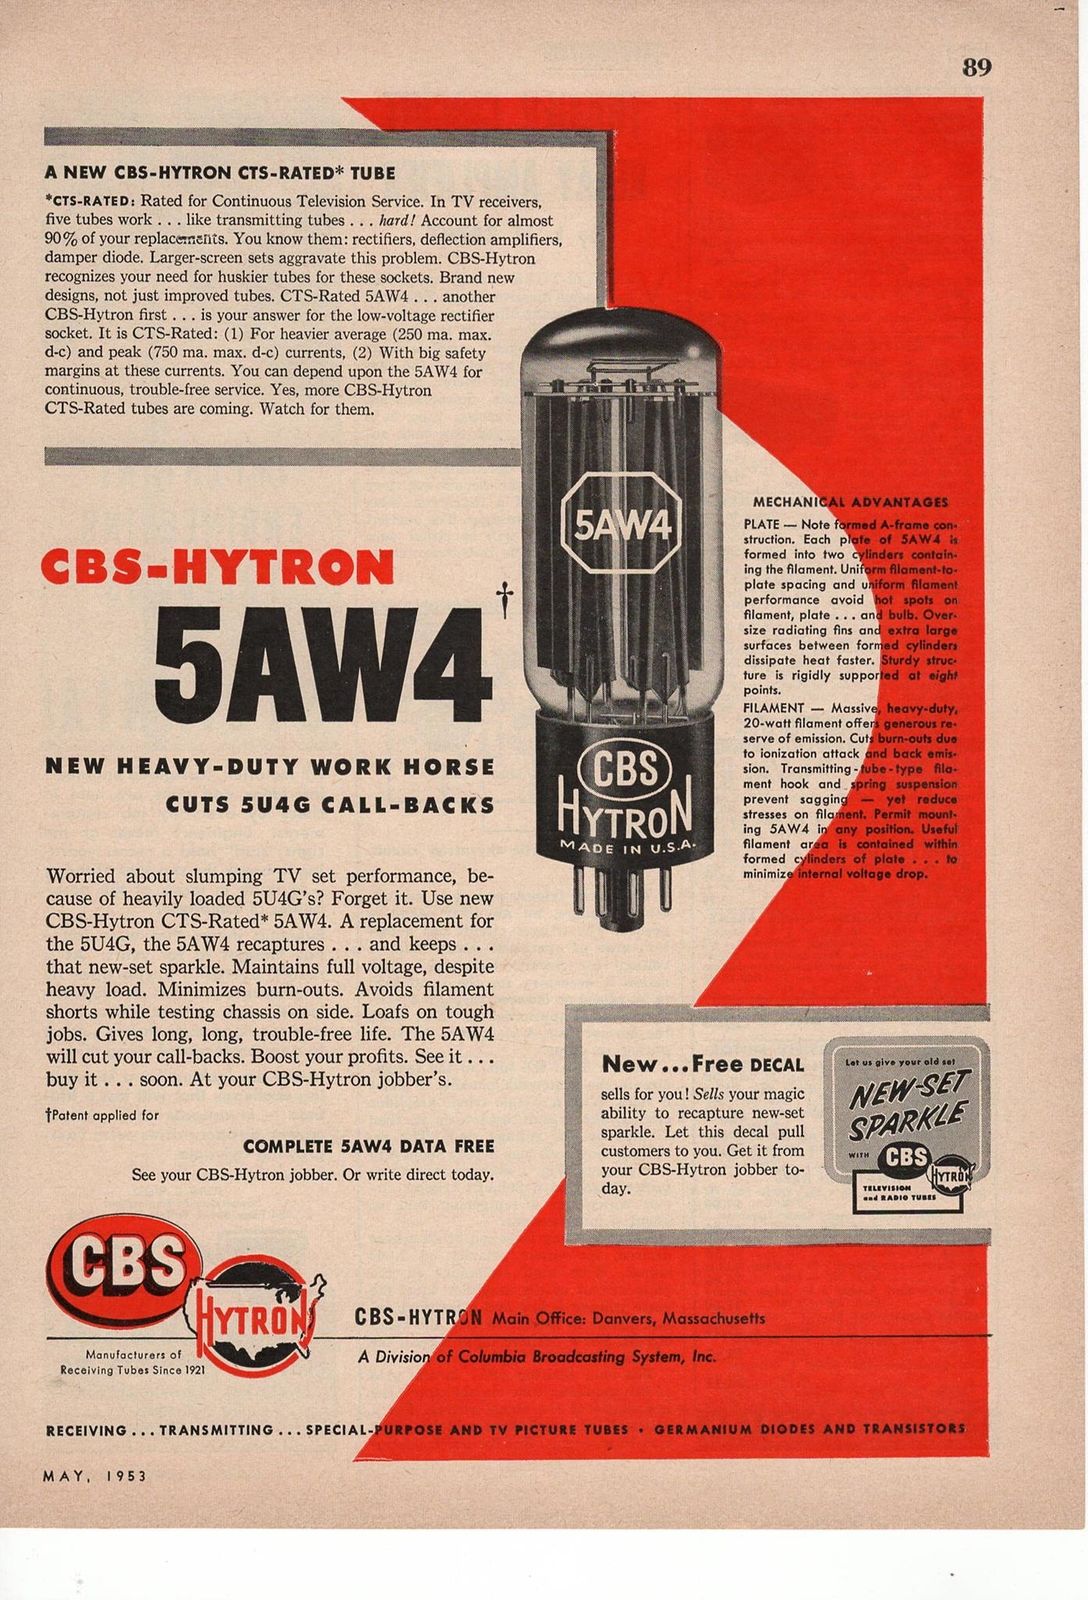 89
A NEW CBS-HYTRON CTS-RATED* TUBE
*CTS-RATED: Rated for Continuous Television Service. In TV receivers,
five tubes work . . . like transmitting tubes . . . hard! Account for almost
90% of your replacements. You know them: rectifiers, deflection amplifiers,
damper diode. Larger-screen sets aggravate this problem. CBS-Hytron
recognizes your need for huskier tubes for these sockets. Brand new
designs, not just improved tubes. CTS-Rated 5AW4 . . . another
CBS-Hytron first . . . is your answer for the low-voltage rectifier
socket. It is CTS-Rated: (1) For heavier average (250 ma. max.
d-c) and peak (750 ma. max. d-c) currents, (2) With big safety
margins at these currents. You can depend upon the 5AW4 for
continuous, trouble-free service. Yes, more CBS-Hytron
CTS-Rated tubes are coming. Watch for them.
5AW4
CBS
HYTRON
MADE IN U.S.A.
MECHANICAL ADVANTAGES
PLATE — Note formed A-frame con-
struction. Each plate of 5AW4 is
formed into two cylinders contain-
ing the filament. Uniform filament-to-
plate spacing and uniform filament
performance avoid hot spots on
filament, plate . . . and bulb. Over-
size radiating fins and extra large
surfaces between formed cylinders
dissipate heat faster. Sturdy struc-
ture is rigidly supported at eight
points.
FILAMENT — Massive, heavy-duty,
20-watt filament offers generous re-
serve of emission. Cuts burn-outs due
to ionization attack and back emis-
sion. Transmitting-tube-type fila-
ment hook and spring suspension
prevent sagging — yet reduce
stresses on filament. Permit mount-
ing 5AW4 in any position. Useful
filament area is contained within
formed cylinders of plate . . . to
minimize internal voltage drop.
CBS-HYTRON
5AW4†
NEW HEAVY-DUTY WORK HORSE
CUTS 5U4G CALL-BACKS
Worried about slumping TV set performance, be-
cause of heavily loaded 5U4G's? Forget it. Use new
CBS-Hytron CTS-Rated* 5AW4. A replacement for
the 5U4G, the 5AW4 recaptures . . . and keeps . . .
that new-set sparkle. Maintains full voltage, despite
heavy load. Minimizes burn-outs. Avoids filament
shorts while testing chassis on side. Loafs on tough
jobs. Gives long, long, trouble-free life. The 5AW4
will cut your call-backs. Boost your profits. See it . . .
buy it . . . soon. At your CBS-Hytron jobber's.
†Patent applied for
COMPLETE 5AW4 DATA FREE
See your CBS-Hytron jobber. Or write direct today.
New...Free DECAL
sells for you! Sells your magic
ability to recapture new-set
sparkle. Let this decal pull
customers to you. Get it from
your CBS-Hytron jobber to-
day.
Let us give your old set
NEW-SET
SPARKLE
WITH CBS
HYTRON
TELEVISION
and RADIO TUBES
CBS
HYTRON
Manufacturers of
Receiving Tubes Since 1921
CBS-HYTRON Main Office: Danvers, Massachusetts
A Division of Columbia Broadcasting System, Inc.
RECEIVING . . . TRANSMITTING . . . SPECIAL-PURPOSE AND TV PICTURE TUBES • GERMANIUM DIODES AND TRANSISTORS
MAY, 1953